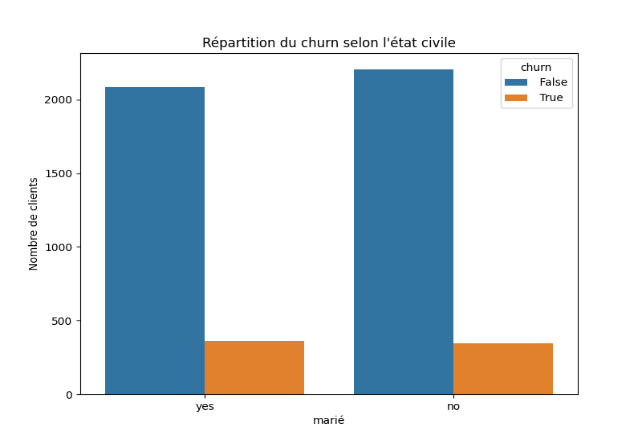 Répartition du churn selon l'état civile
churn
False
True
Nombre de clients
2000
1500
1000
500
0
yes
no
marié